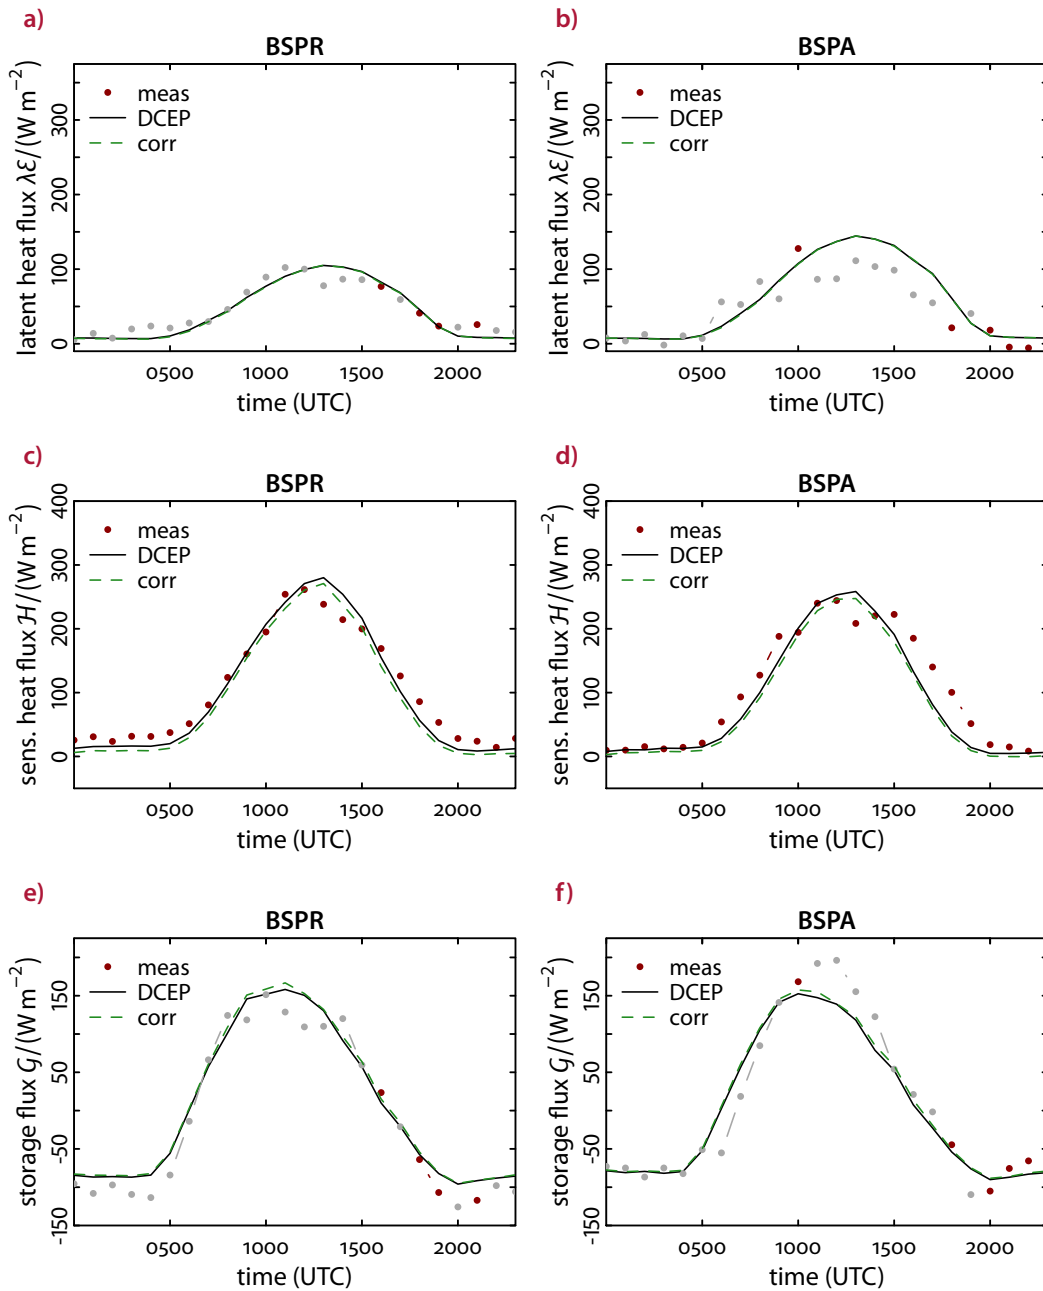 a)
BSPR
latent heat flux λℰ/(W m⁻²)
0 100 200 300
meas
DCEP
corr
0500 1000 1500 2000
time (UTC)
b)
BSPA
latent heat flux λℰ/(W m⁻²)
0 100 200 300
meas
DCEP
corr
0500 1000 1500 2000
time (UTC)
c)
BSPR
sens. heat flux ℋ/(W m⁻²)
0 100 200 300 400
meas
DCEP
corr
0500 1000 1500 2000
time (UTC)
d)
BSPA
sens. heat flux ℋ/(W m⁻²)
0 100 200 300 400
meas
DCEP
corr
0500 1000 1500 2000
time (UTC)
e)
BSPR
storage flux 𝒢/(W m⁻²)
-150 -50 50 150
meas
DCEP
corr
0500 1000 1500 2000
time (UTC)
f)
BSPA
storage flux 𝒢/(W m⁻²)
-150 -50 50 150
meas
DCEP
corr
0500 1000 1500 2000
time (UTC)